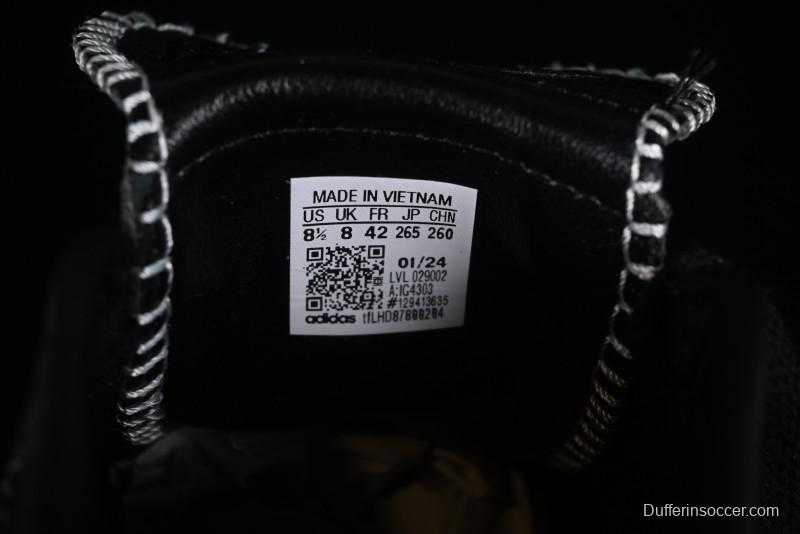 MADE IN VIETNAM
US UK FR JP CHN
8½ 8 42 265 260
01/24
LVL 029002
A:IC4303
#129413635
adidas tfLHD87800204
Dufferinsoccer.com